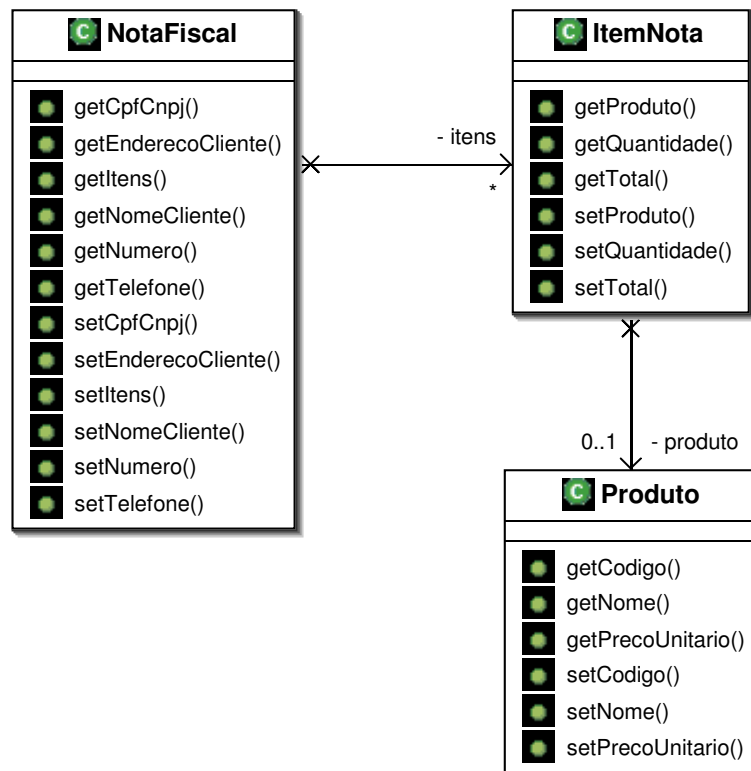 NotaFiscal
getCpfCnpj()
getEnderecoCliente()
getItens()
getNomeCliente()
getNumero()
getTelefone()
setCpfCnpj()
setEnderecoCliente()
setItens()
setNomeCliente()
setNumero()
setTelefone()
- itens
*
ItemNota
getProduto()
getQuantidade()
getTotal()
setProduto()
setQuantidade()
setTotal()
0..1 - produto
Produto
getCodigo()
getNome()
getPrecoUnitario()
setCodigo()
setNome()
setPrecoUnitario()